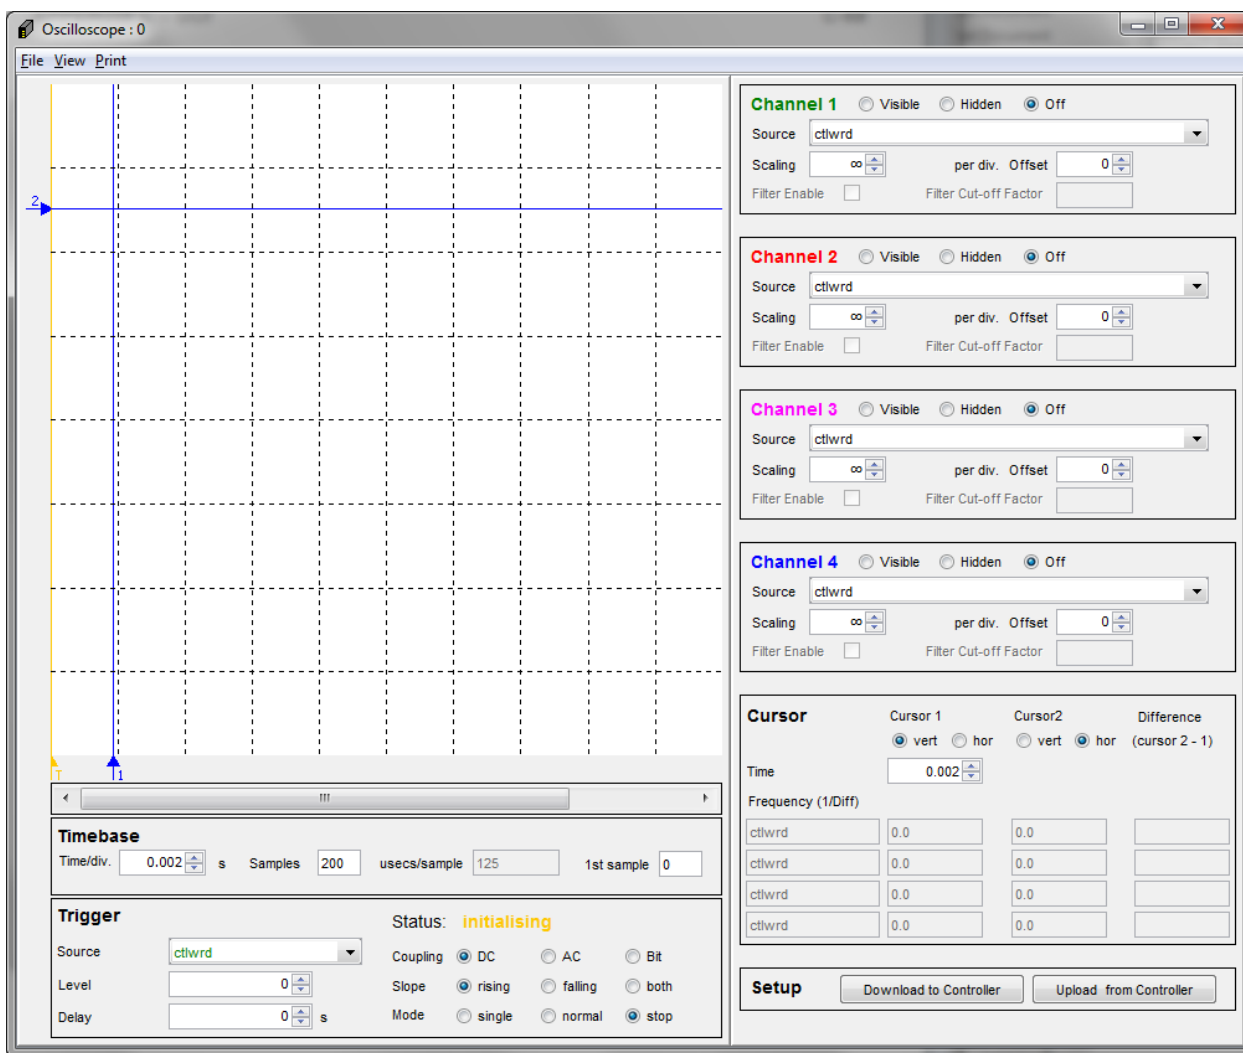 Oscilloscope : 0
File View Print
2
T
1
Timebase
Time/div. 0.002 s Samples 200 usecs/sample 125 1st sample 0
Trigger
Status: initialising
Source ctlwrd
Coupling DC AC Bit
Level 0
Slope rising falling both
Delay 0 s
Mode single normal stop
Channel 1 Visible Hidden Off
Source ctlwrd
Scaling ∞ per div. Offset 0
Filter Enable Filter Cut-off Factor
Channel 2 Visible Hidden Off
Source ctlwrd
Scaling ∞ per div. Offset 0
Filter Enable Filter Cut-off Factor
Channel 3 Visible Hidden Off
Source ctlwrd
Scaling ∞ per div. Offset 0
Filter Enable Filter Cut-off Factor
Channel 4 Visible Hidden Off
Source ctlwrd
Scaling ∞ per div. Offset 0
Filter Enable Filter Cut-off Factor
Cursor Cursor 1 Cursor2 Difference
vert hor vert hor (cursor 2 - 1)
Time 0.002
Frequency (1/Diff)
ctlwrd 0.0 0.0
ctlwrd 0.0 0.0
ctlwrd 0.0 0.0
ctlwrd 0.0 0.0
Setup Download to Controller Upload from Controller